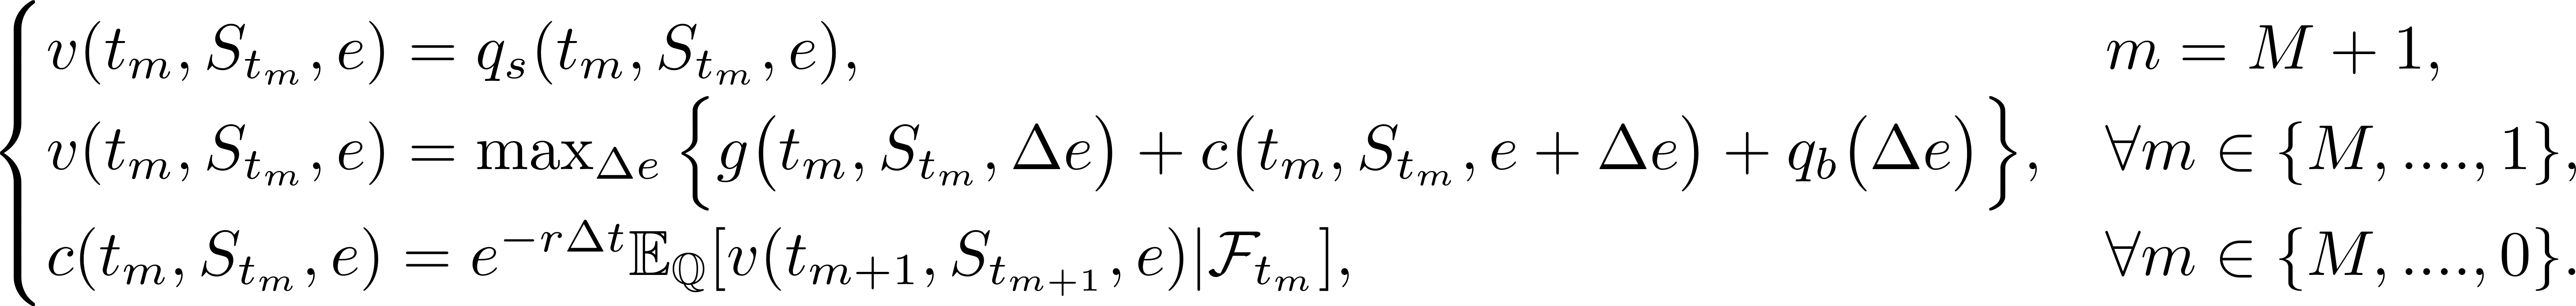 v(t_m, S_{t_m}, e) = q_s(t_m, S_{t_m}, e), m = M + 1,
v(t_m, S_{t_m}, e) = max_{Δe} {g(t_m, S_{t_m}, Δe) + c(t_m, S_{t_m}, e + Δe) + q_b(Δe)}, ∀m ∈ {M, ...., 1},
c(t_m, S_{t_m}, e) = e^{−rΔt}𝔼_ℚ[v(t_{m+1}, S_{t_{m+1}}, e)|ℱ_{t_m}], ∀m ∈ {M, ...., 0}.